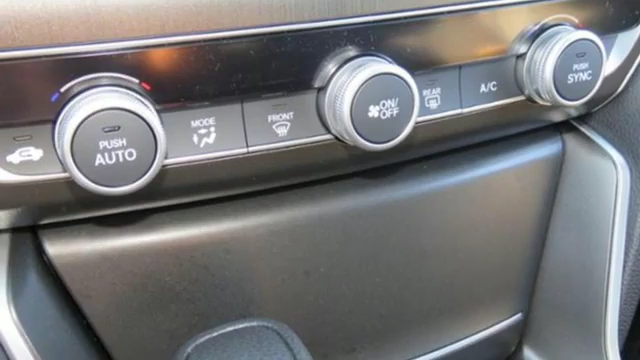 PUSH
AUTO
MODE
FRONT
ON/
OFF
REAR
A/C
PUSH
SYNC